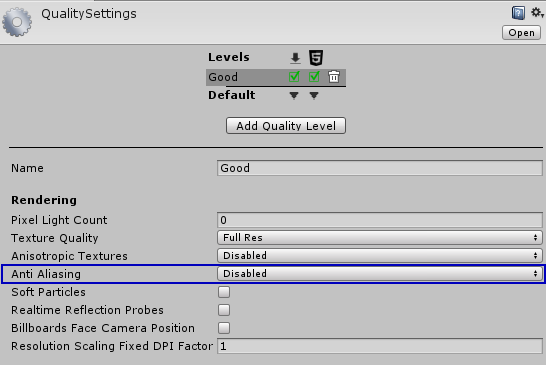 QualitySettings
Open
Levels
Good
Default
Add Quality Level
Name Good
Rendering
Pixel Light Count 0
Texture Quality Full Res
Anisotropic Textures Disabled
Anti Aliasing Disabled
Soft Particles
Realtime Reflection Probes
Billboards Face Camera Position
Resolution Scaling Fixed DPI Factor 1